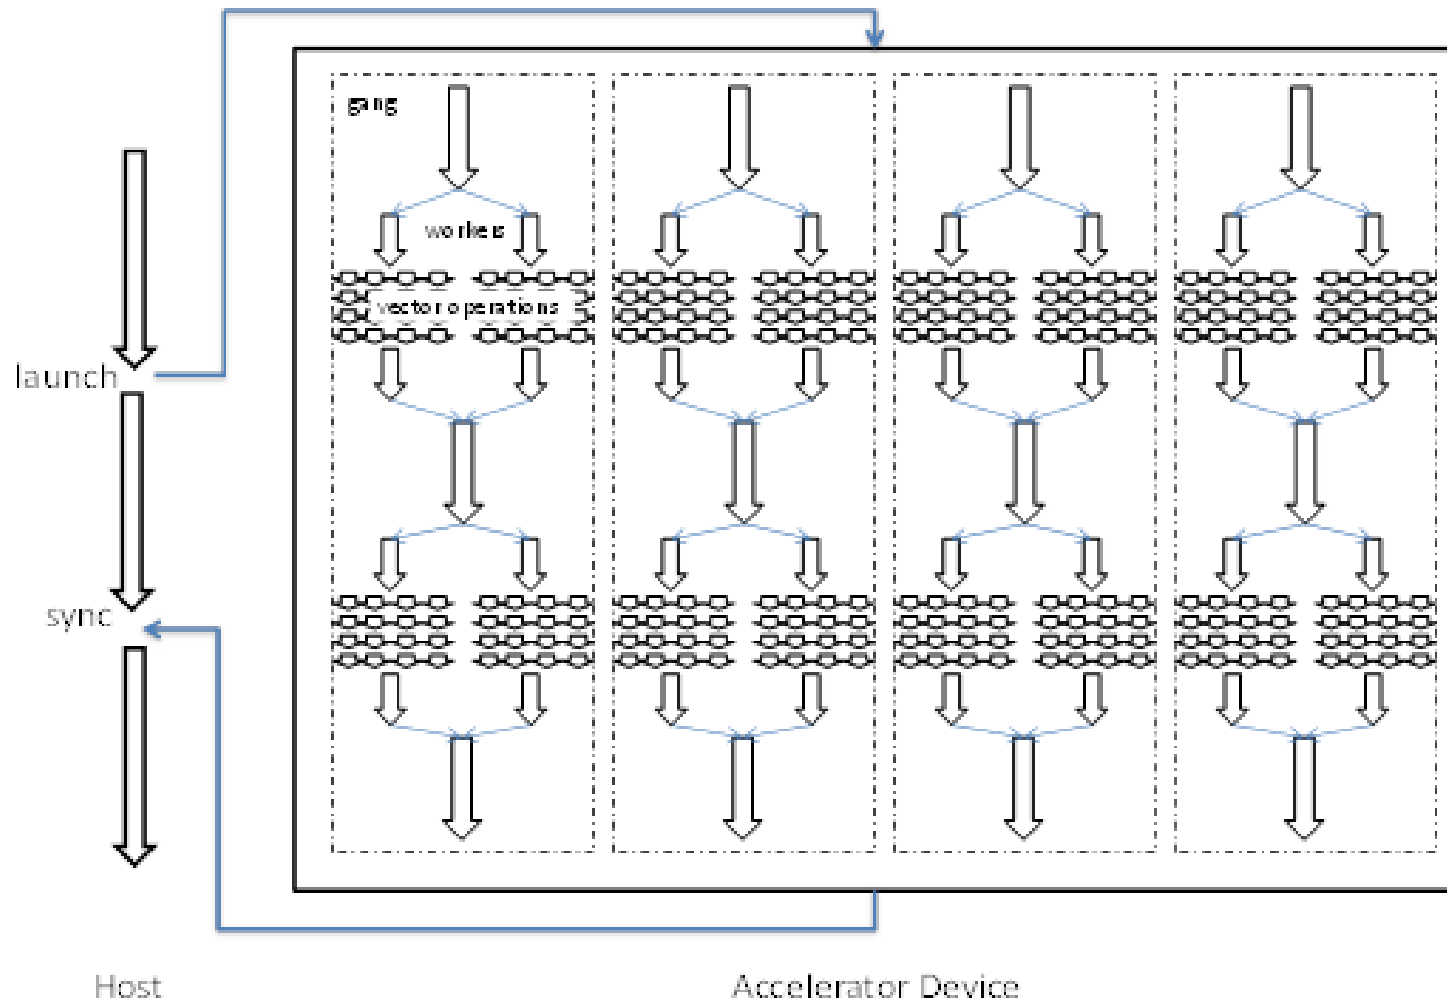 gang
workers
vector operations
launch
sync
Host
Accelerator Device